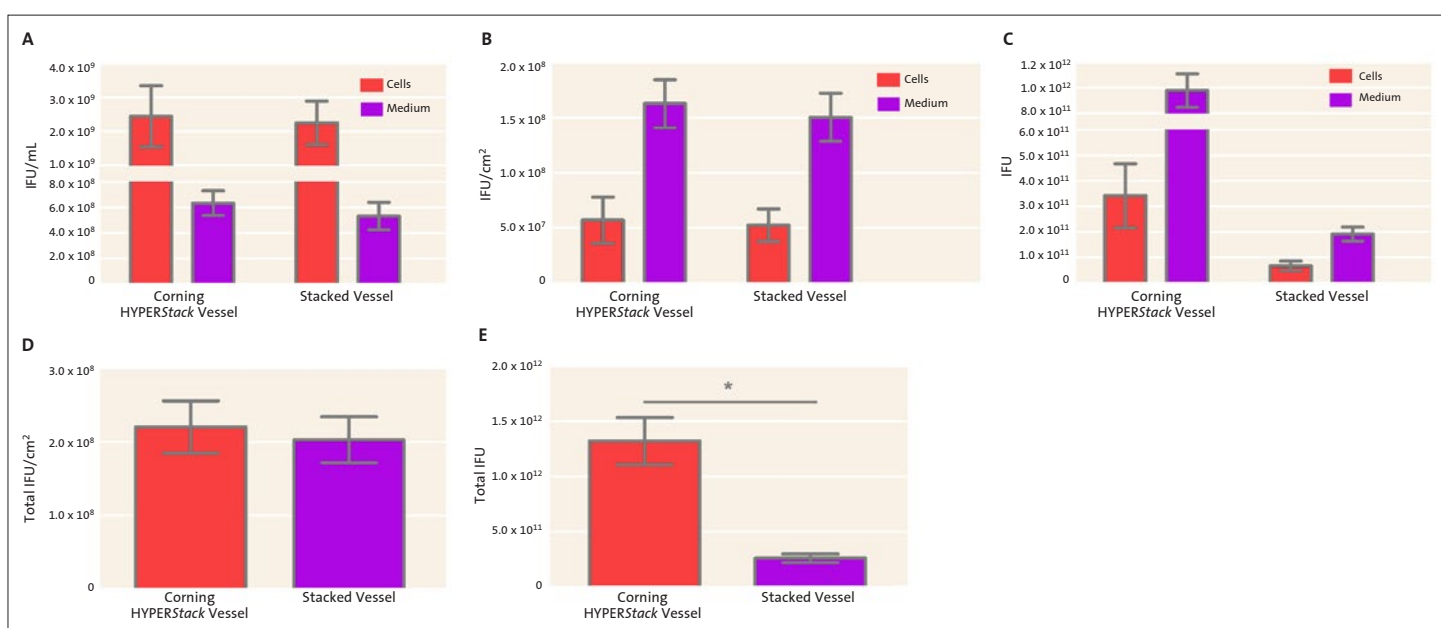 A
4.0 x 10⁹
3.0 x 10⁹
2.0 x 10⁹
1.0 x 10⁹
8.0 x 10⁸
6.0 x 10⁸
4.0 x 10⁸
2.0 x 10⁸
0
IFU/mL
Cells
Medium
Corning
HYPERStack Vessel
Stacked Vessel
B
2.0 x 10⁸
1.5 x 10⁸
1.0 x 10⁸
5.0 x 10⁷
0
IFU/cm²
Cells
Medium
Corning
HYPERStack Vessel
Stacked Vessel
C
1.2 x 10¹²
1.0 x 10¹²
8.0 x 10¹¹
6.0 x 10¹¹
5.0 x 10¹¹
4.0 x 10¹¹
3.0 x 10¹¹
2.0 x 10¹¹
1.0 x 10¹¹
0
IFU
Cells
Medium
Corning
HYPERStack Vessel
Stacked Vessel
D
3.0 x 10⁸
2.0 x 10⁸
1.0 x 10⁸
0
Total IFU/cm²
Corning
HYPERStack Vessel
Stacked Vessel
E
2.0 x 10¹²
1.5 x 10¹²
1.0 x 10¹²
5.0 x 10¹¹
0
Total IFU
*
Corning
HYPERStack Vessel
Stacked Vessel